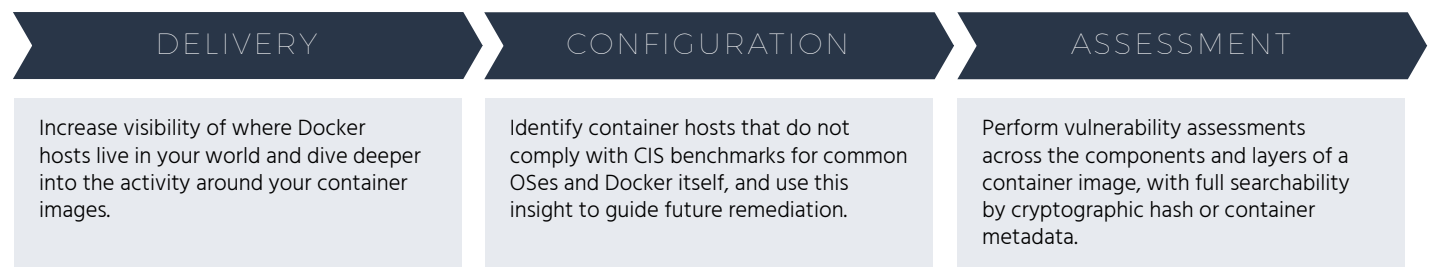 DELIVERY
Increase visibility of where Docker
hosts live in your world and dive deeper
into the activity around your container
images.
CONFIGURATION
Identify container hosts that do not
comply with CIS benchmarks for common
OSes and Docker itself, and use this
insight to guide future remediation.
ASSESSMENT
Perform vulnerability assessments
across the components and layers of a
container image, with full searchability
by cryptographic hash or container
metadata.